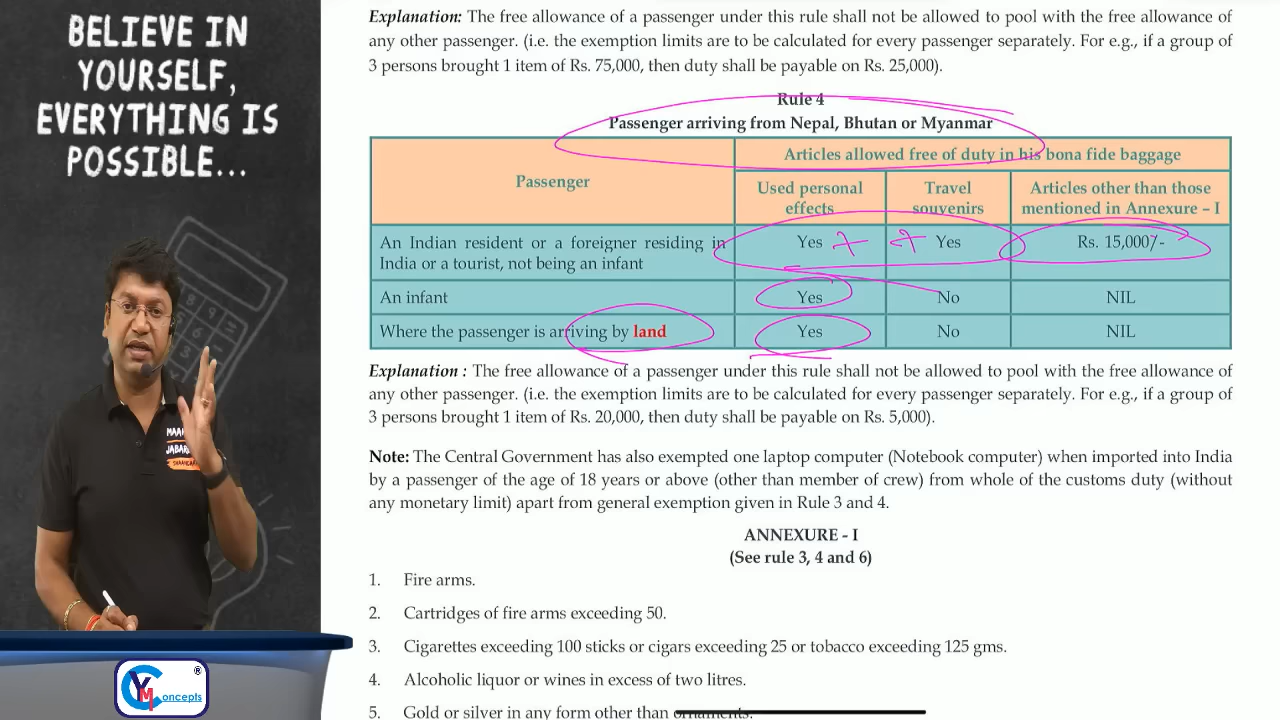 BELIEVE IN
YOURSELF,
EVERYTHING IS
POSSIBLE...
Explanation: The free allowance of a passenger under this rule shall not be allowed to pool with the free allowance of
any other passenger. (i.e. the exemption limits are to be calculated for every passenger separately. For e.g., if a group of
3 persons brought 1 item of Rs. 75,000, then duty shall be payable on Rs. 25,000).
Rule 4
Passenger arriving from Nepal, Bhutan or Myanmar
Passenger
Articles allowed free of duty in his bona fide baggage
Used personal effects
Travel souvenirs
Articles other than those mentioned in Annexure – I
An Indian resident or a foreigner residing in
India or a tourist, not being an infant
Yes
Yes
Rs. 15,000/-
An infant
Yes
No
NIL
Where the passenger is arriving by land
Yes
No
NIL
Explanation : The free allowance of a passenger under this rule shall not be allowed to pool with the free allowance of
any other passenger. (i.e. the exemption limits are to be calculated for every passenger separately. For e.g., if a group of
3 persons brought 1 item of Rs. 20,000, then duty shall be payable on Rs. 5,000).
Note: The Central Government has also exempted one laptop computer (Notebook computer) when imported into India
by a passenger of the age of 18 years or above (other than member of crew) from whole of the customs duty (without
any monetary limit) apart from general exemption given in Rule 3 and 4.
ANNEXURE - I
(See rule 3, 4 and 6)
1. Fire arms.
2. Cartridges of fire arms exceeding 50.
3. Cigarettes exceeding 100 sticks or cigars exceeding 25 or tobacco exceeding 125 gms.
4. Alcoholic liquor or wines in excess of two litres.
5. Gold or silver in any form other than ornaments.
YM Concepts ®